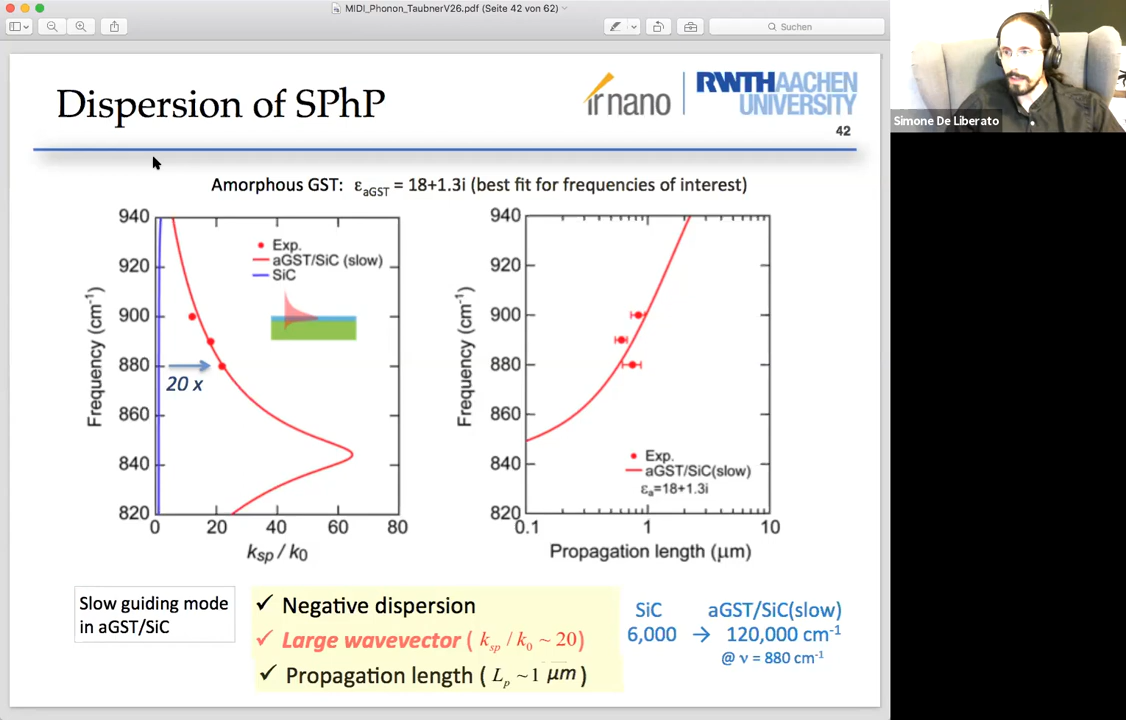 MIDI_Phonon_TaubnerV26.pdf (Seite 42 von 62)
Suchen
Dispersion of SPhP
ir nano
RWTHAACHEN
UNIVERSITY
42
Simone De Liberato
Amorphous GST: εaGST = 18+1.3i (best fit for frequencies of interest)
940
920
900
880
860
840
820
Frequency (cm-1)
Exp.
aGST/SiC (slow)
SiC
20 x
0 20 40 60 80
ksp / k0
940
920
900
880
860
840
820
Frequency (cm-1)
Exp.
aGST/SiC(slow)
εa=18+1.3i
0.1 1 10
Propagation length (μm)
Slow guiding mode
in aGST/SiC
✓ Negative dispersion
✓ Large wavevector ( ksp / k0 ~ 20)
✓ Propagation length ( Lp ~ 1 μm )
SiC aGST/SiC(slow)
6,000 → 120,000 cm-1
@ ν = 880 cm-1